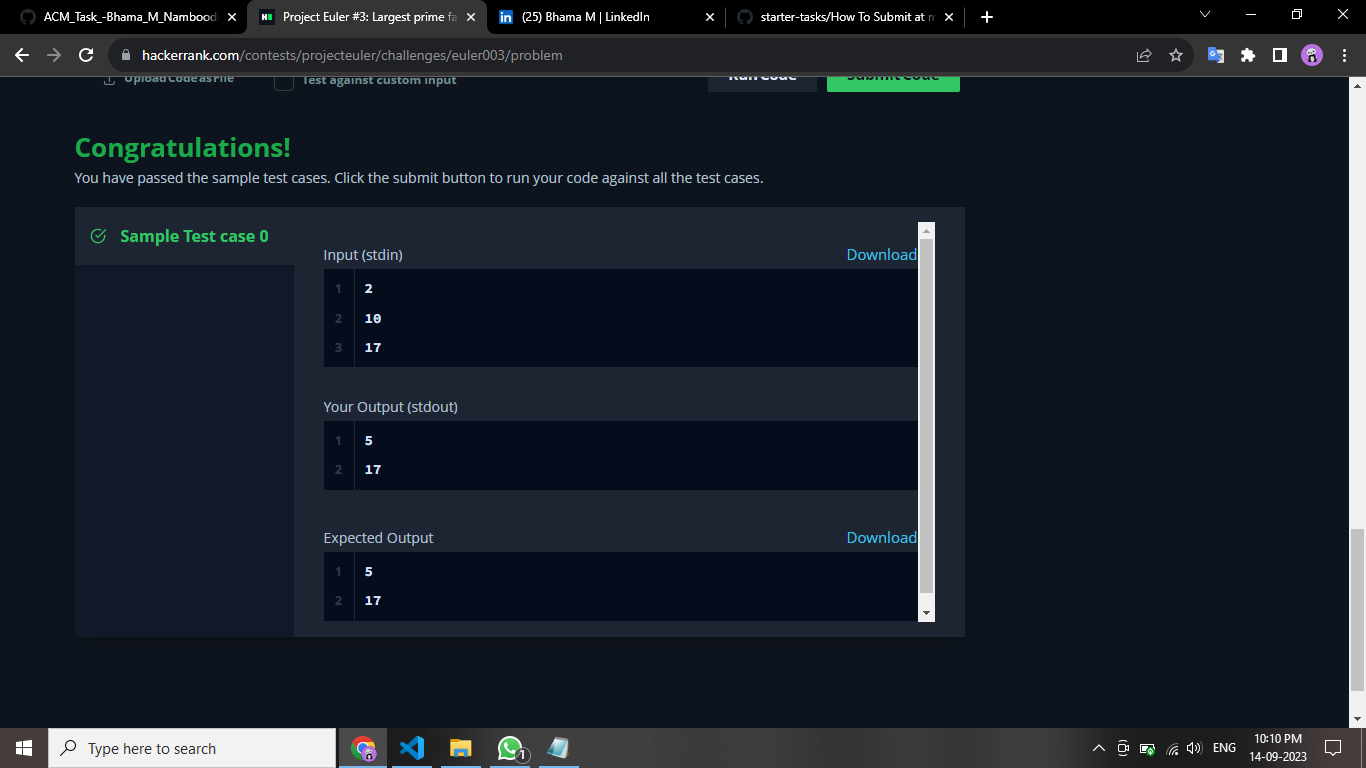 ACM_Task_-Bhama_M_Nambood
Project Euler #3: Largest prime fa
(25) Bhama M | LinkedIn
starter-tasks/How To Submit at m
hackerrank.com/contests/projecteuler/challenges/euler003/problem
Upload Code as File
Test against custom input
Run Code
Submit Code
Congratulations!
You have passed the sample test cases. Click the submit button to run your code against all the test cases.
Sample Test case 0
Input (stdin)
Download
1 2
2 10
3 17
Your Output (stdout)
1 5
2 17
Expected Output
Download
1 5
2 17
Type here to search
1
ENG
10:10 PM
14-09-2023